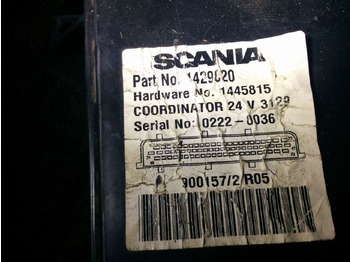 SCANIA
Part No. 1429020
Hardware No. 1445815
COORDINATOR 24 V 3129
Serial No: 0222-0036
900157/2/R05